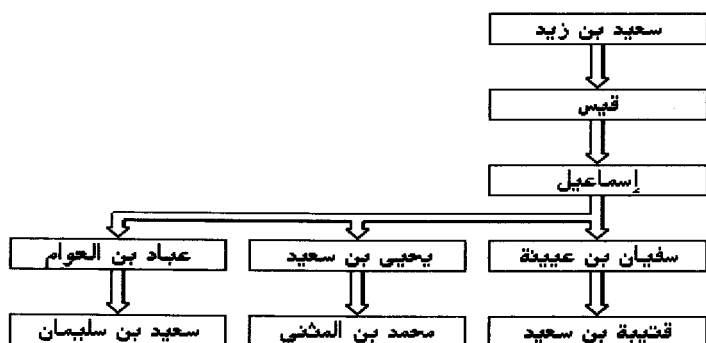 سعيد بن زيد
قيس
إسماعيل
سفيان بن عيينة
يحيى بن سعيد
عباد بن العوام
قتيبة بن سعيد
محمد بن المثنى
سعيد بن سليمان